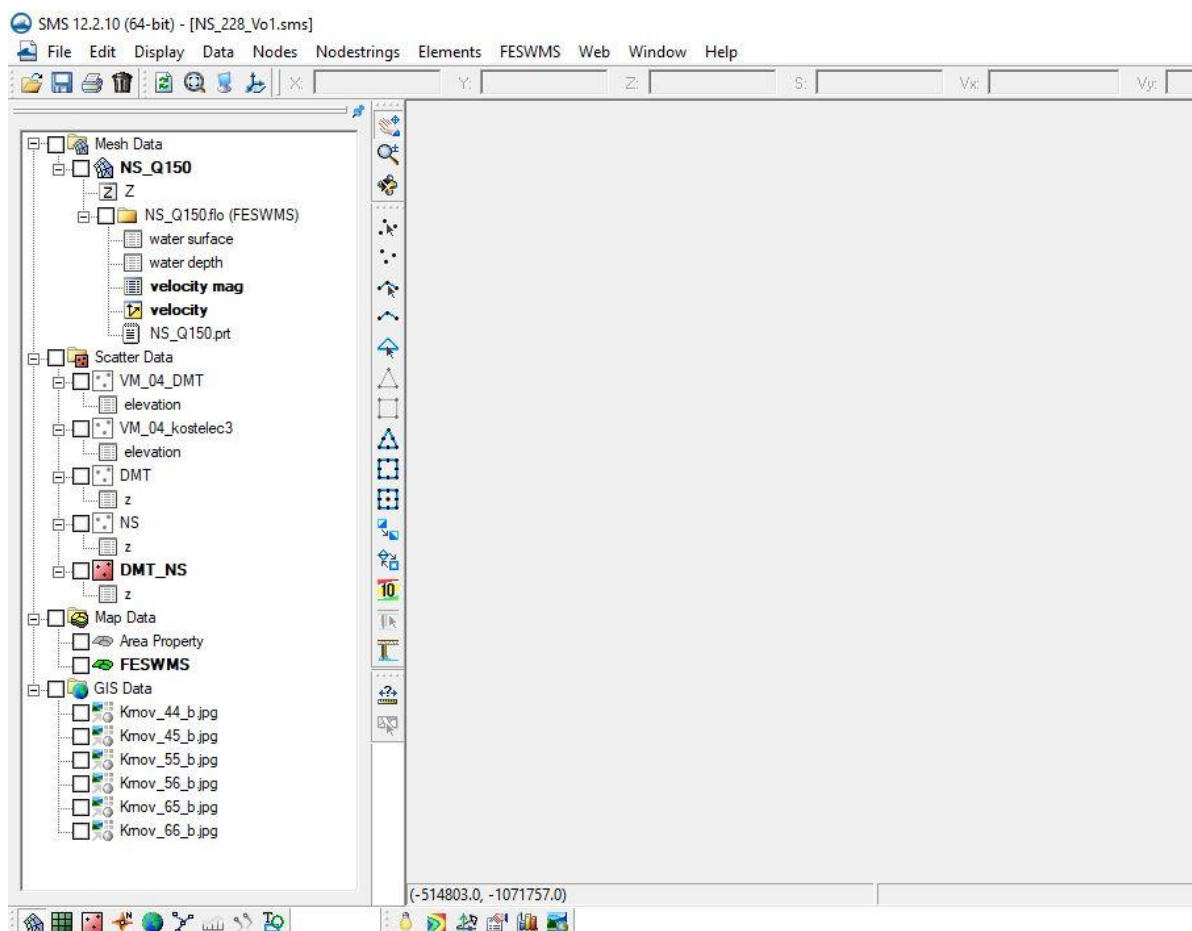 SMS 12.2.10 (64-bit) - [NS_228_Vo1.sms]
File Edit Display Data Nodes Nodestrings Elements FESWMS Web Window Help
X: Y: Z: S: Vx: Vy:
Mesh Data
NS_Q150
Z Z
NS_Q150.flo (FESWMS)
water surface
water depth
velocity mag
velocity
NS_Q150.prt
Scatter Data
VM_04_DMT
elevation
VM_04_kostelec3
elevation
DMT
z
NS
z
DMT_NS
z
10
Map Data
Area Property
FESWMS
GIS Data
Kmov_44_b.jpg
Kmov_45_b.jpg
Kmov_55_b.jpg
Kmov_56_b.jpg
Kmov_65_b.jpg
Kmov_66_b.jpg
(-514803.0, -1071757.0)